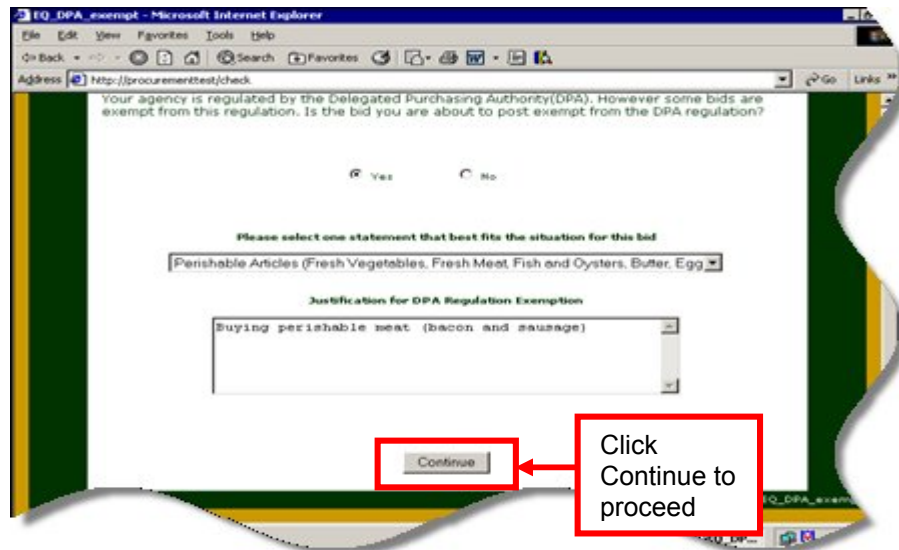 EQ_DPA_exempt - Microsoft Internet Explorer
File Edit View Favorites Tools Help
Back Search Favorites
Address http://procurementtest/check Go Links »
Your agency is regulated by the Delegated Purchasing Authority(DPA). However some bids are
exempt from this regulation. Is the bid you are about to post exempt from the DPA regulation?
Yes No
Please select one statement that best fits the situation for this bid
Perishable Articles (Fresh Vegetables, Fresh Meat, Fish and Oysters, Butter, Egg
Justification for DPA Regulation Exemption
Buying perishable meat (bacon and sausage)
Continue
Click
Continue to
proceed